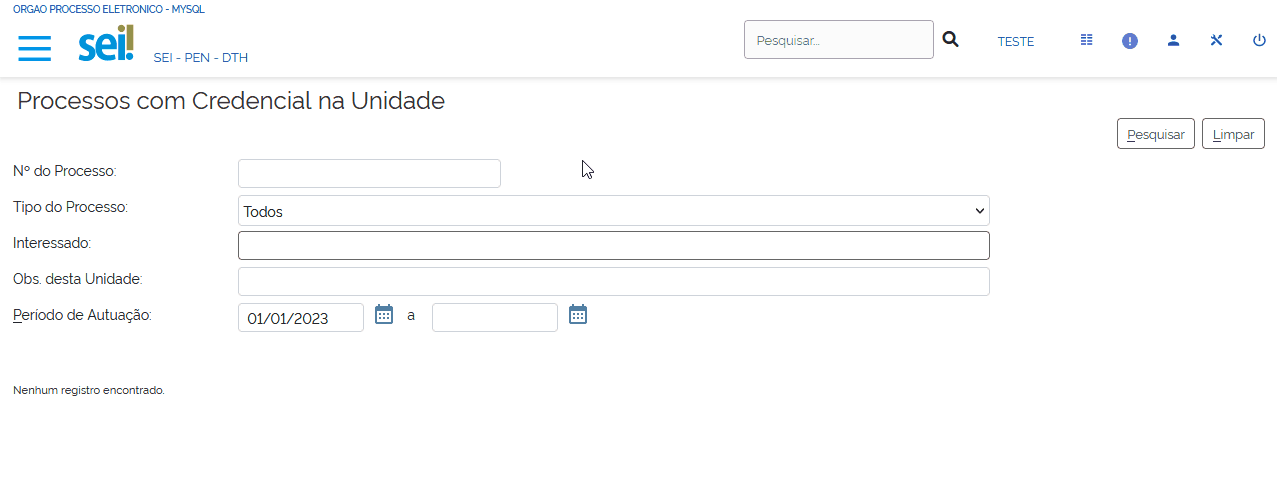 ORGAO PROCESSO ELETRONICO - MYSQL
sei!
SEI - PEN - DTH
Pesquisar...
TESTE
Processos com Credencial na Unidade
Pesquisar
Limpar
Nº do Processo:
Tipo do Processo:
Todos
Interessado:
Obs. desta Unidade:
Período de Autuação:
01/01/2023
a
Nenhum registro encontrado.